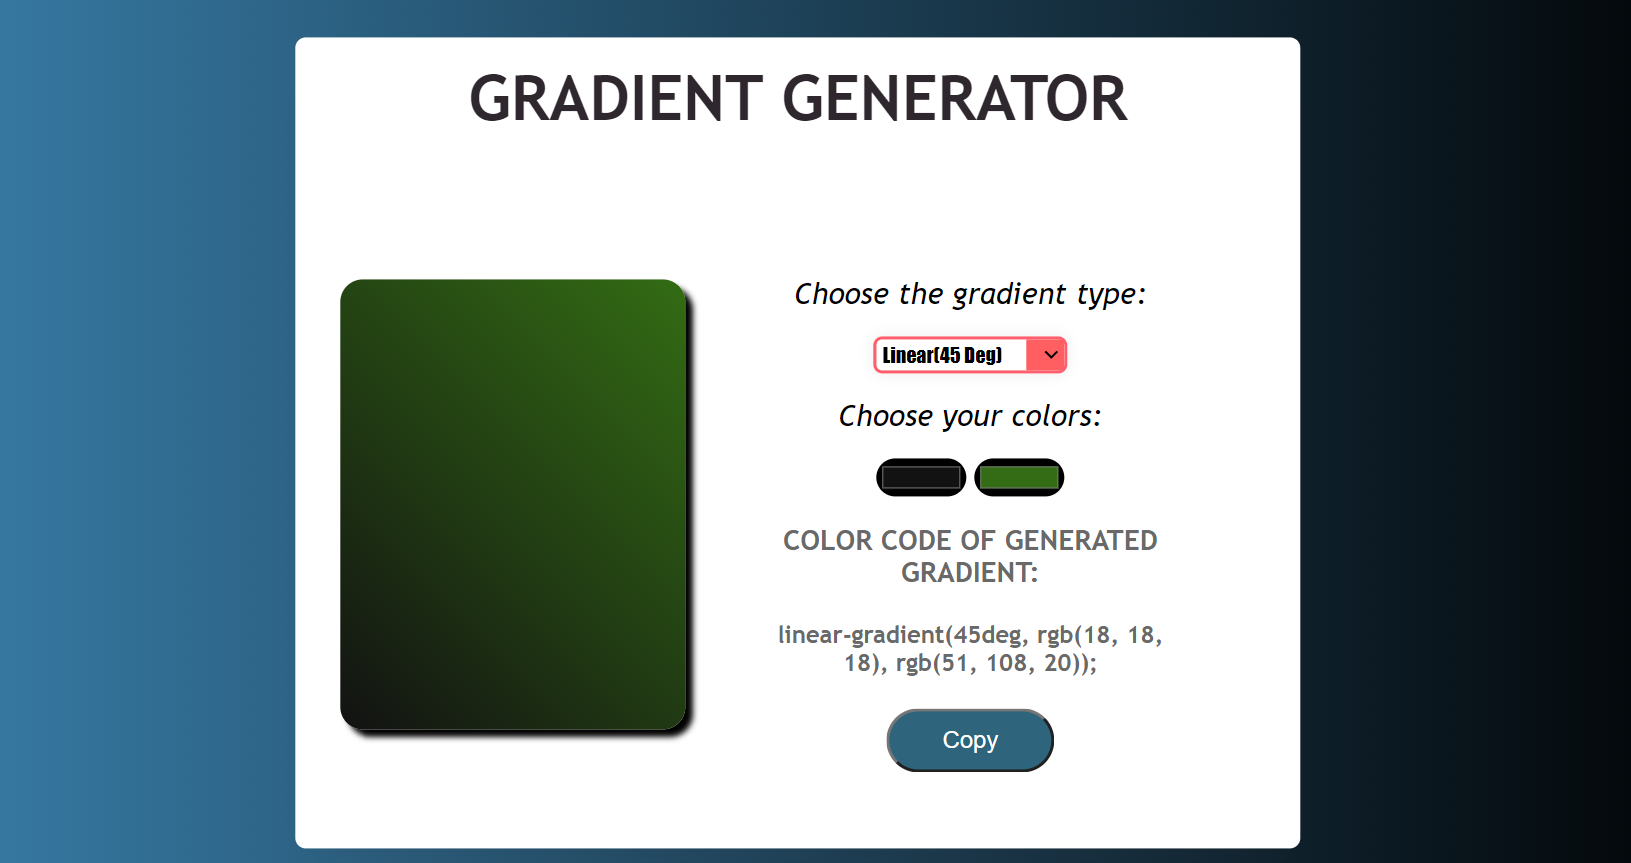 GRADIENT GENERATOR
Choose the gradient type:
Linear(45 Deg)
Choose your colors:
COLOR CODE OF GENERATED
GRADIENT:
linear-gradient(45deg, rgb(18, 18,
18), rgb(51, 108, 20));
Copy